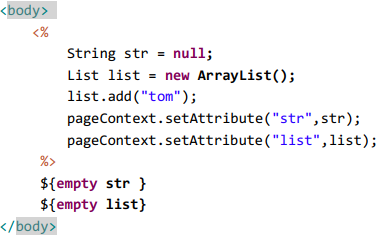 <body>
<%
String str = null;
List list = new ArrayList();
list.add("tom");
pageContext.setAttribute("str",str);
pageContext.setAttribute("list",list);
%>
${empty str }
${empty list}
</body>